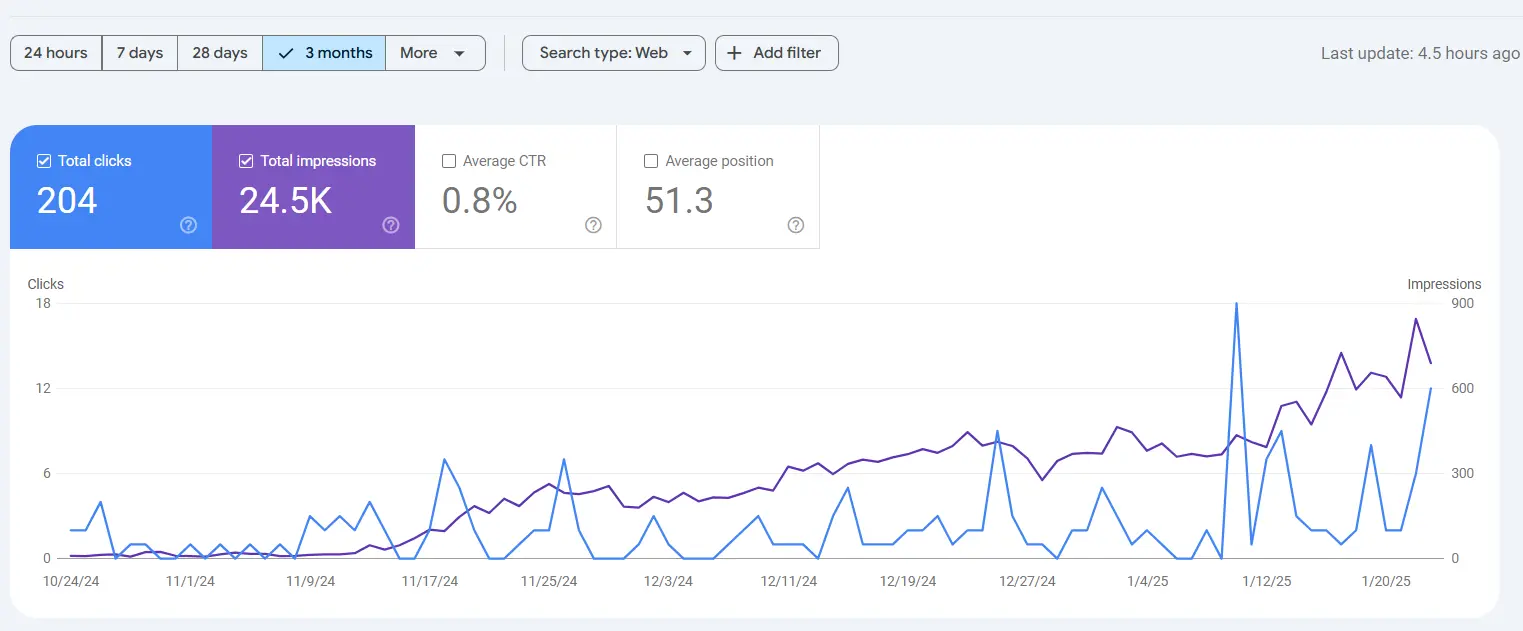 24 hours 7 days 28 days 3 months More Search type: Web Add filter Last update: 4.5 hours ago
Total clicks Total impressions Average CTR Average position
204 24.5K 0.8% 51.3
Clicks Impressions
18 900
12 600
6 300
0 0
10/24/24 11/1/24 11/9/24 11/17/24 11/25/24 12/3/24 12/11/24 12/19/24 12/27/24 1/4/25 1/12/25 1/20/25